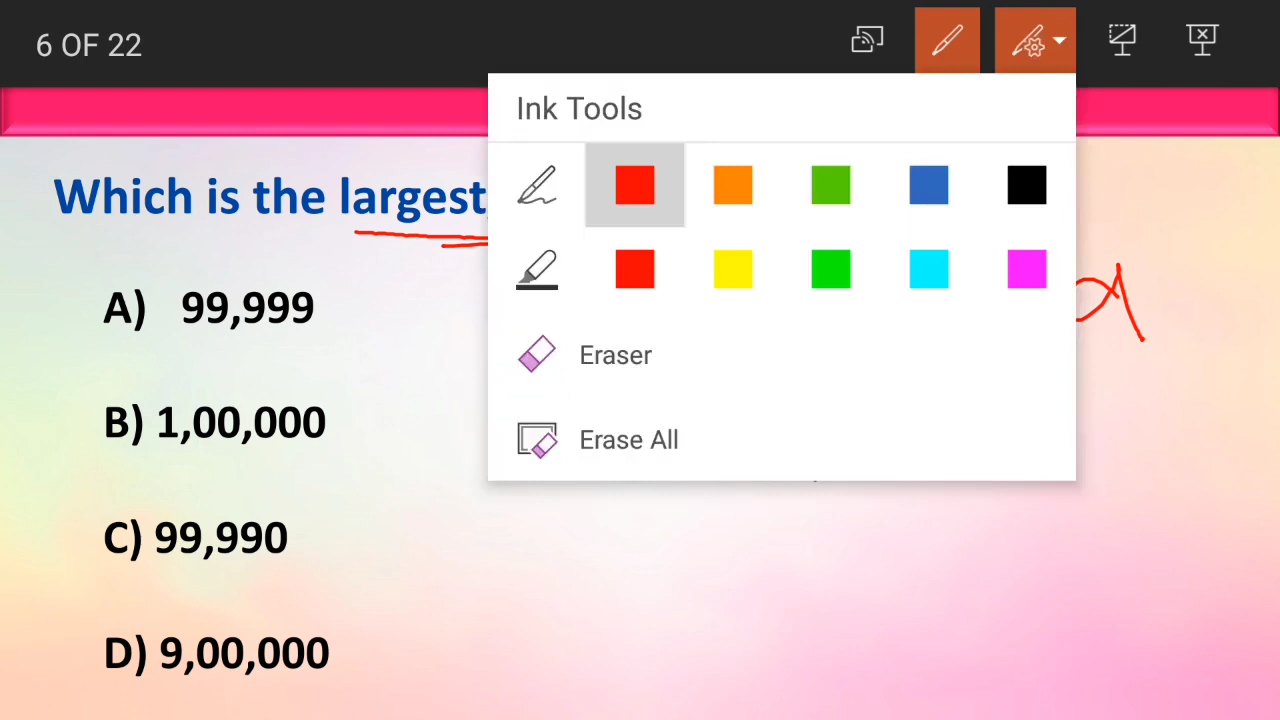 6 OF 22
Ink Tools
Which is the largest
A) 99,999
B) 1,00,000
Eraser
Erase All
C) 99,990
D) 9,00,000